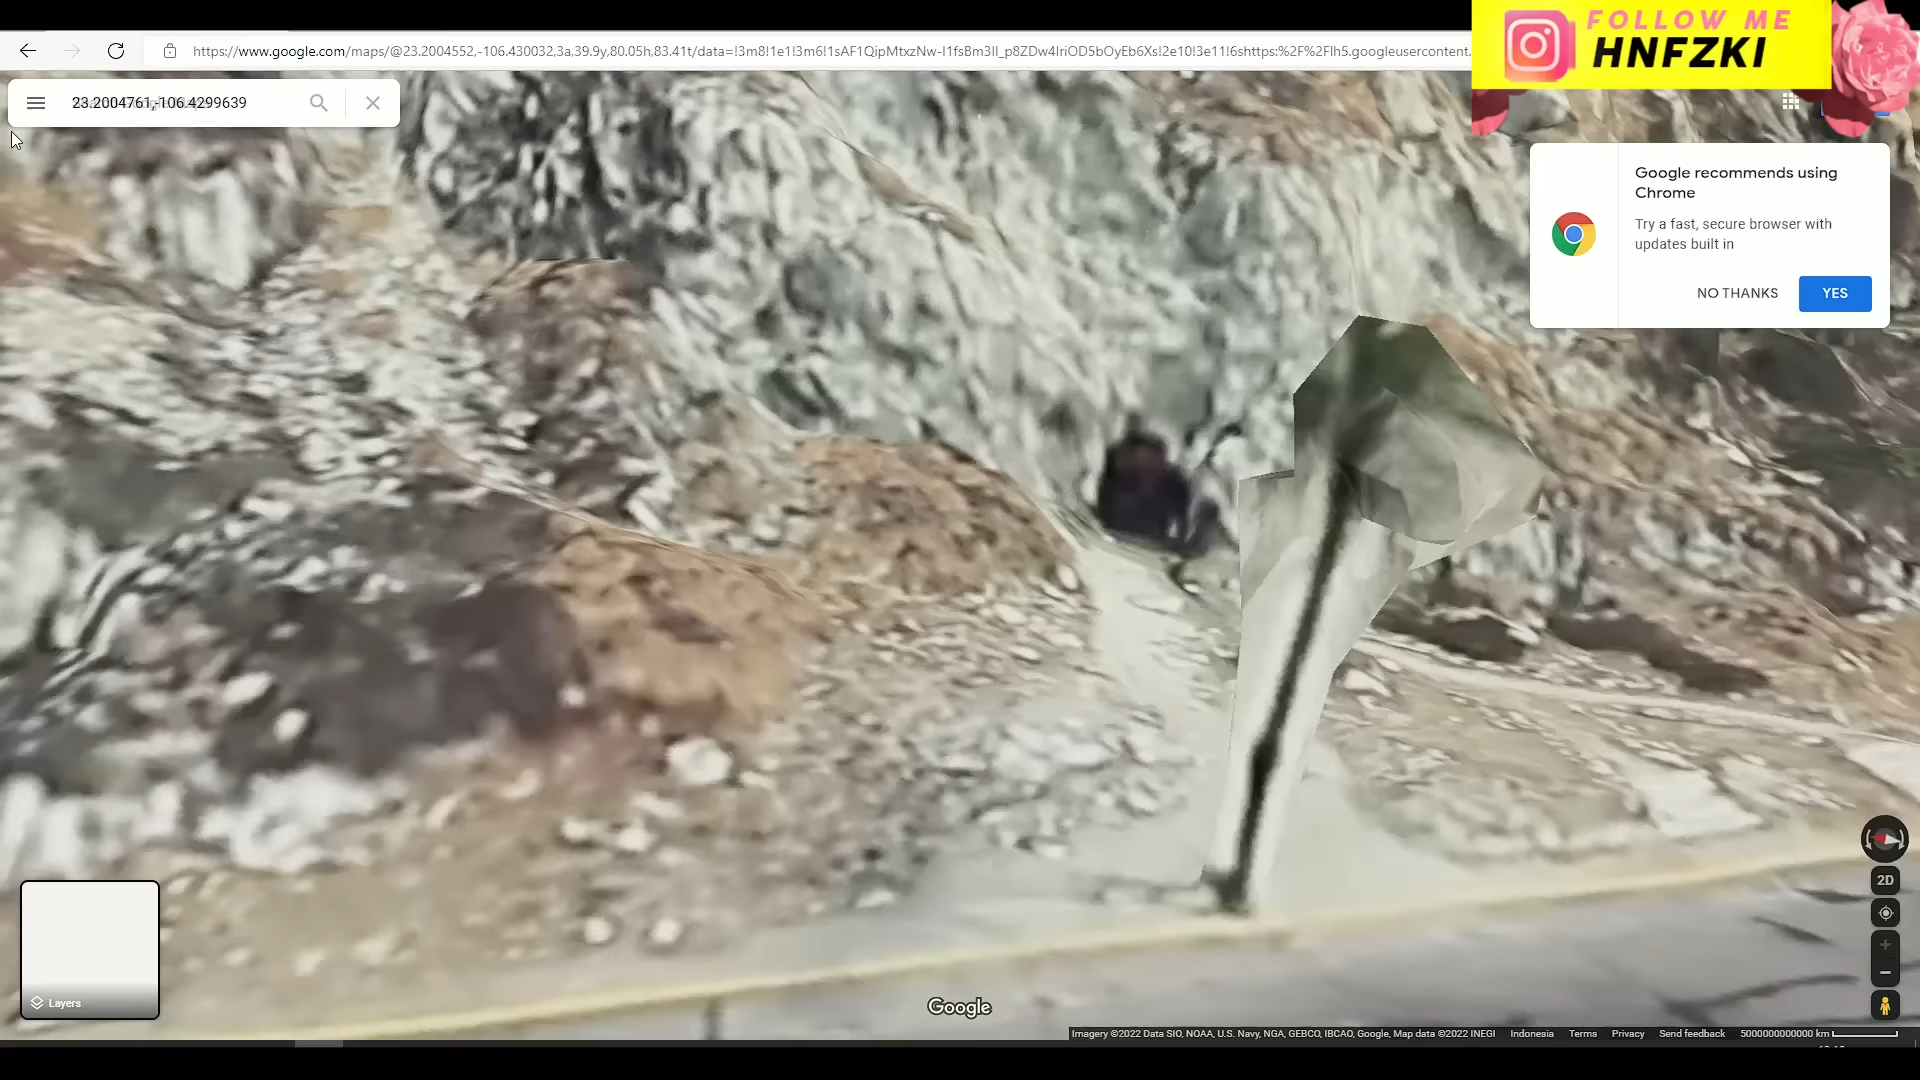 FOLLOW ME
HNFZKI
https://www.google.com/maps/@23.2004552,-106.430032,3a,39.9y,80.05h,83.41t/data=!3m8!1e1!3m6!1sAF1QipMtxzNw-I1fsBm3II_p8ZDw4IriOD5bOyEb6Xs!2e10!3e11!6shttps:%2F%2Flh5.googleusercontent.
23.2004761,-106.4299639
Google recommends using
Chrome
Try a fast, secure browser with
updates built in
NO THANKS
YES
2D
Layers
Google
Imagery ©2022 Data SIO, NOAA, U.S. Navy, NGA, GEBCO, IBCAO, Google, Map data ©2022 INEGI Indonesia Terms Privacy Send feedback 5000000000000 km